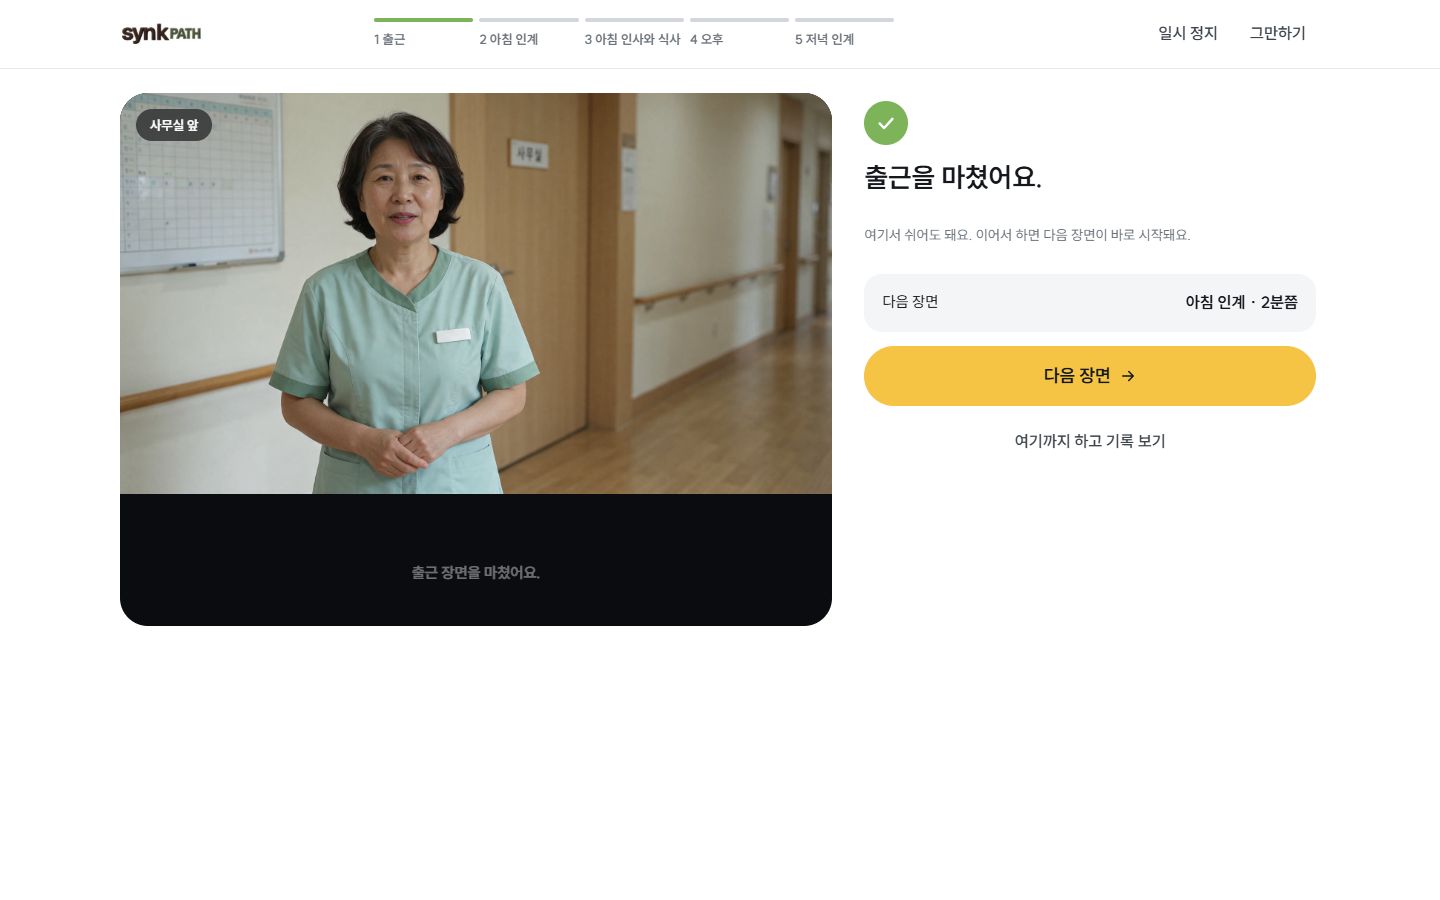 synkPATH
1 출근
2 아침 인계
3 아침 인사와 식사
4 오후
5 저녁 인계
일시 정지
그만하기
사무실 앞
사무실
출근 장면을 마쳤어요.
출근을 마쳤어요.
여기서 쉬어도 돼요. 이어서 하면 다음 장면이 바로 시작돼요.
다음 장면
아침 인계 · 2분쯤
다음 장면 →
여기까지 하고 기록 보기